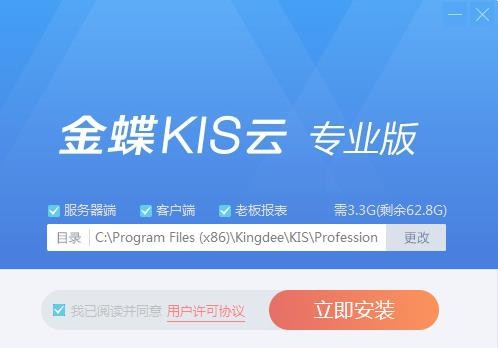 金蝶KIS云 专业版
服务器端 客户端 老板报表 需3.3G(剩余62.8G)
目录 C:\Program Files (x86)\Kingdee\KIS\Profession 更改
我已阅读并同意 用户许可协议 立即安装